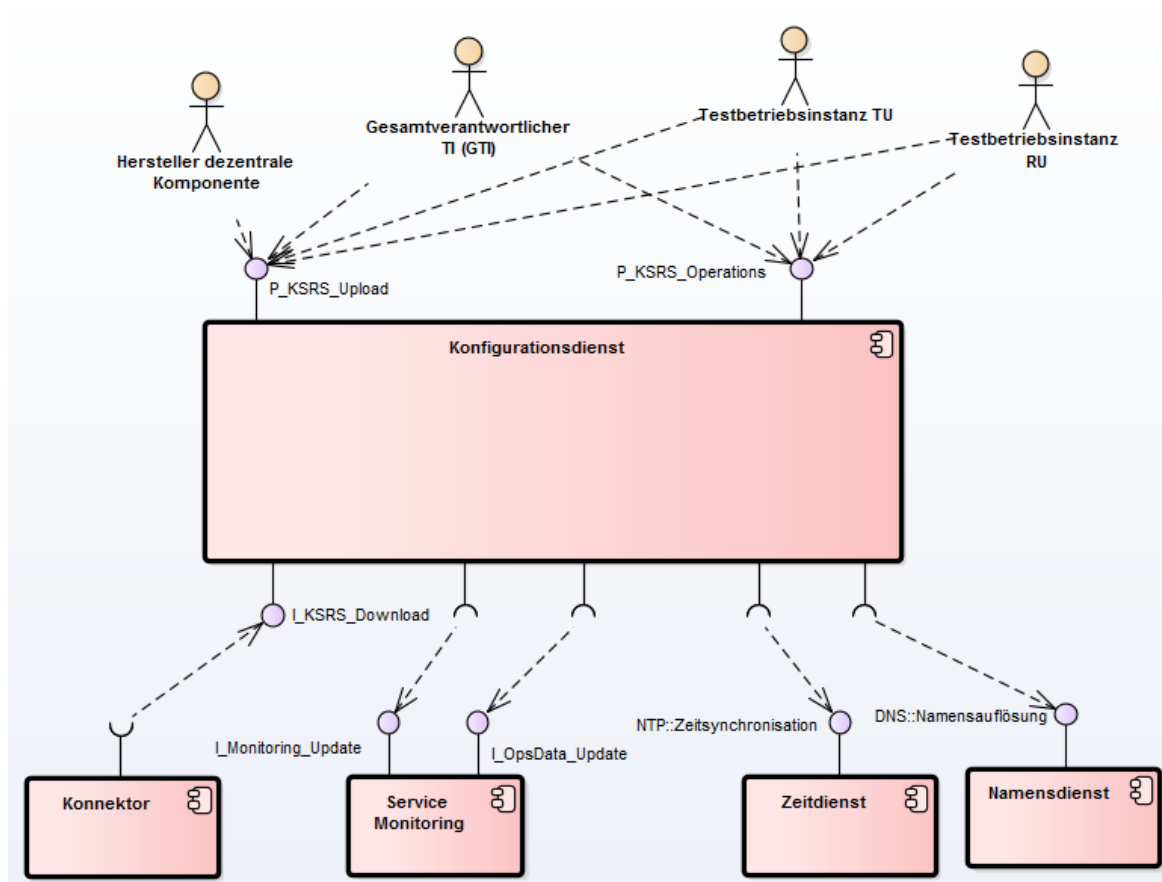 Hersteller dezentrale
Komponente
Gesamtverantwortlicher
TI (GTI)
Testbetriebsinstanz TU
Testbetriebsinstanz
RU
P_KSRS_Upload
P_KSRS_Operations
Konfigurationsdienst
I_KSRS_Download
I_Monitoring_Update
I_OpsData_Update
NTP::Zeitsynchronisation
DNS::Namensauflösung
Konnektor
Service
Monitoring
Zeitdienst
Namensdienst